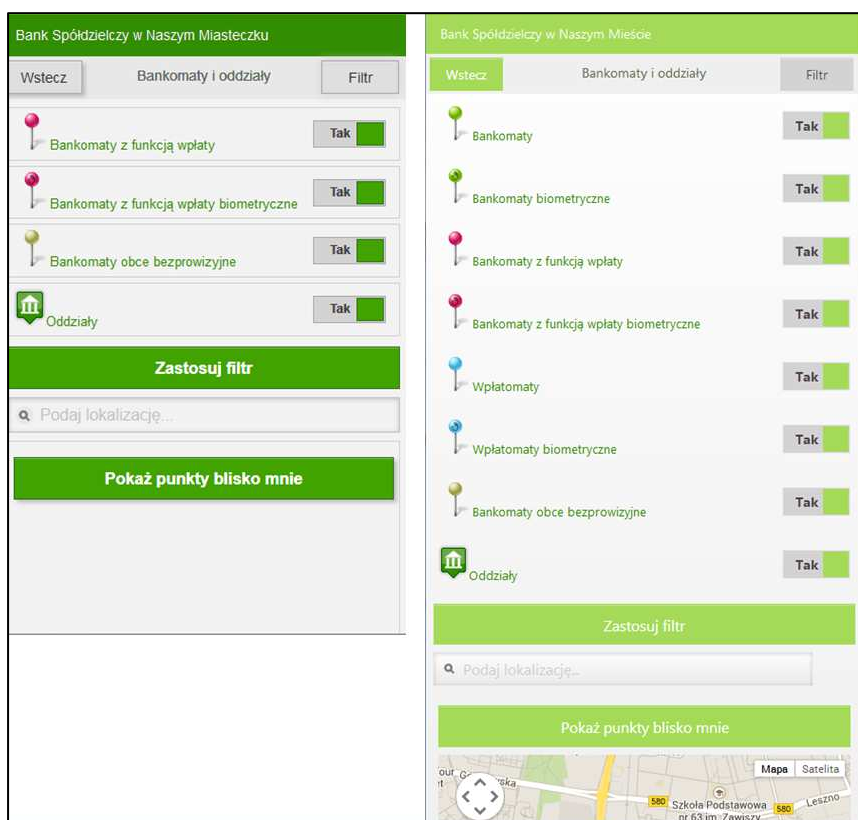 Bank Spółdzielczy w Naszym Miasteczku
Wstecz
Bankomaty i oddziały
Filtr
Bankomaty z funkcją wpłaty
Tak
Bankomaty z funkcją wpłaty biometryczne
Tak
Bankomaty obce bezprowizyjne
Tak
Oddziały
Tak
Zastosuj filtr
Podaj lokalizację...
Pokaż punkty blisko mnie
Bank Spółdzielczy w Naszym Mieście
Wstecz
Bankomaty i oddziały
Filtr
Bankomaty
Tak
Bankomaty biometryczne
Tak
Bankomaty z funkcją wpłaty
Tak
Bankomaty z funkcją wpłaty biometryczne
Tak
Wpłatomaty
Tak
Wpłatomaty biometryczne
Tak
Bankomaty obce bezprowizyjne
Tak
Oddziały
Tak
Zastosuj filtr
Podaj lokalizację...
Pokaż punkty blisko mnie
Mapa
Satelita
580
Szkoła Podstawowa
nr 63 im. Zawiszy
580
Leszno